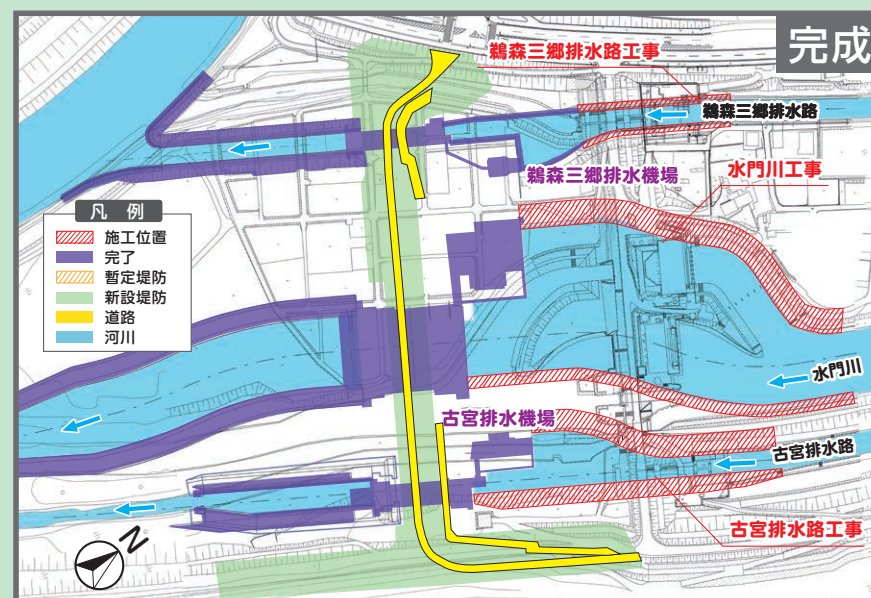 完成
鵜森三郷排水路工事
鵜森三郷排水路
鵜森三郷排水機場
水門川工事
凡 例
施工位置
完了
暫定堤防
新設堤防
道路
河川
水門川
古宮排水機場
古宮排水路
古宮排水路工事
N